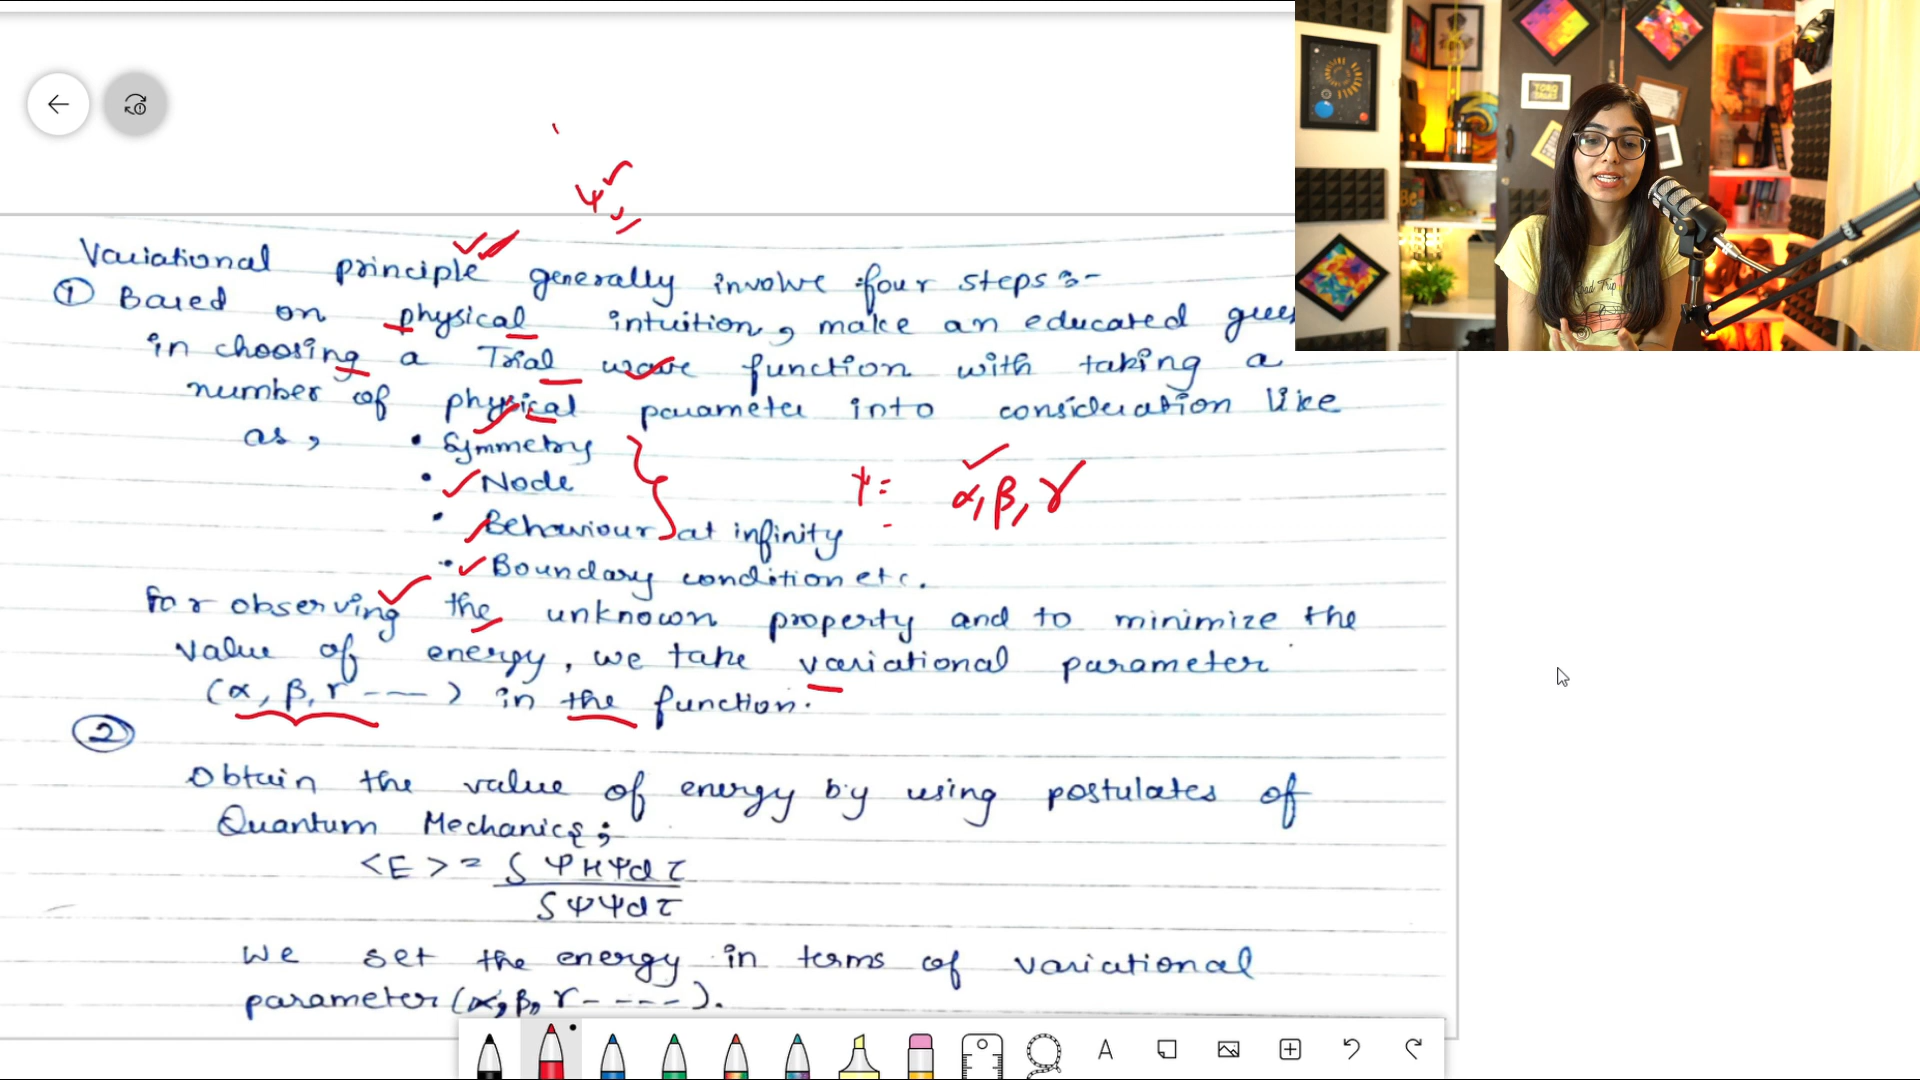 ψ,
Variational principle generally involve four steps:-
① Based on physical intuition, make an educated
in choosing a Trial wave function with taking a
number of physical parameter into consideration like
as,
• Symmetry
• Node
ψ = α, β, γ
• Behaviour at infinity
• Boundary condition etc.
For observing the unknown property and to minimize the
value of energy, we take variational parameter
(α, β, r ----) in the function.
②
Obtain the value of energy by using postulates of
Quantum Mechanics;
<E> = ∫ ψHψdτ
∫ψψdτ
We set the energy in terms of variational
parameter (α, β, r-----).
A